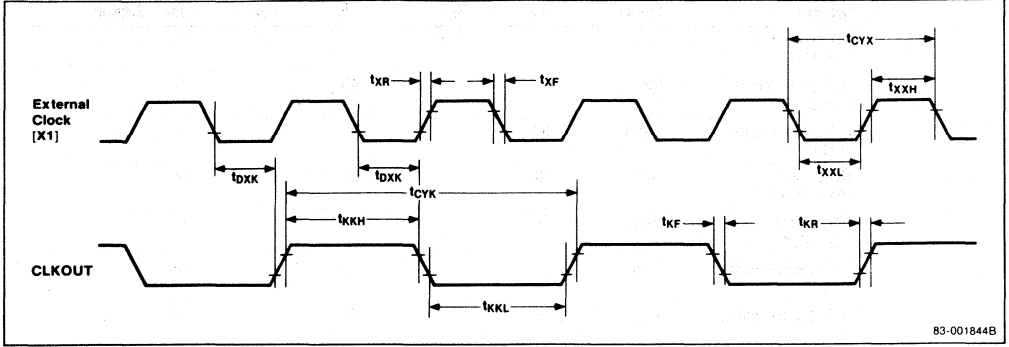 tCYX
tXR
tXF
tXXH
External
Clock
[X1]
tDXK
tDXK
tXXL
tCYK
tKKH
tKF
tKR
CLKOUT
tKKL
83-001844B